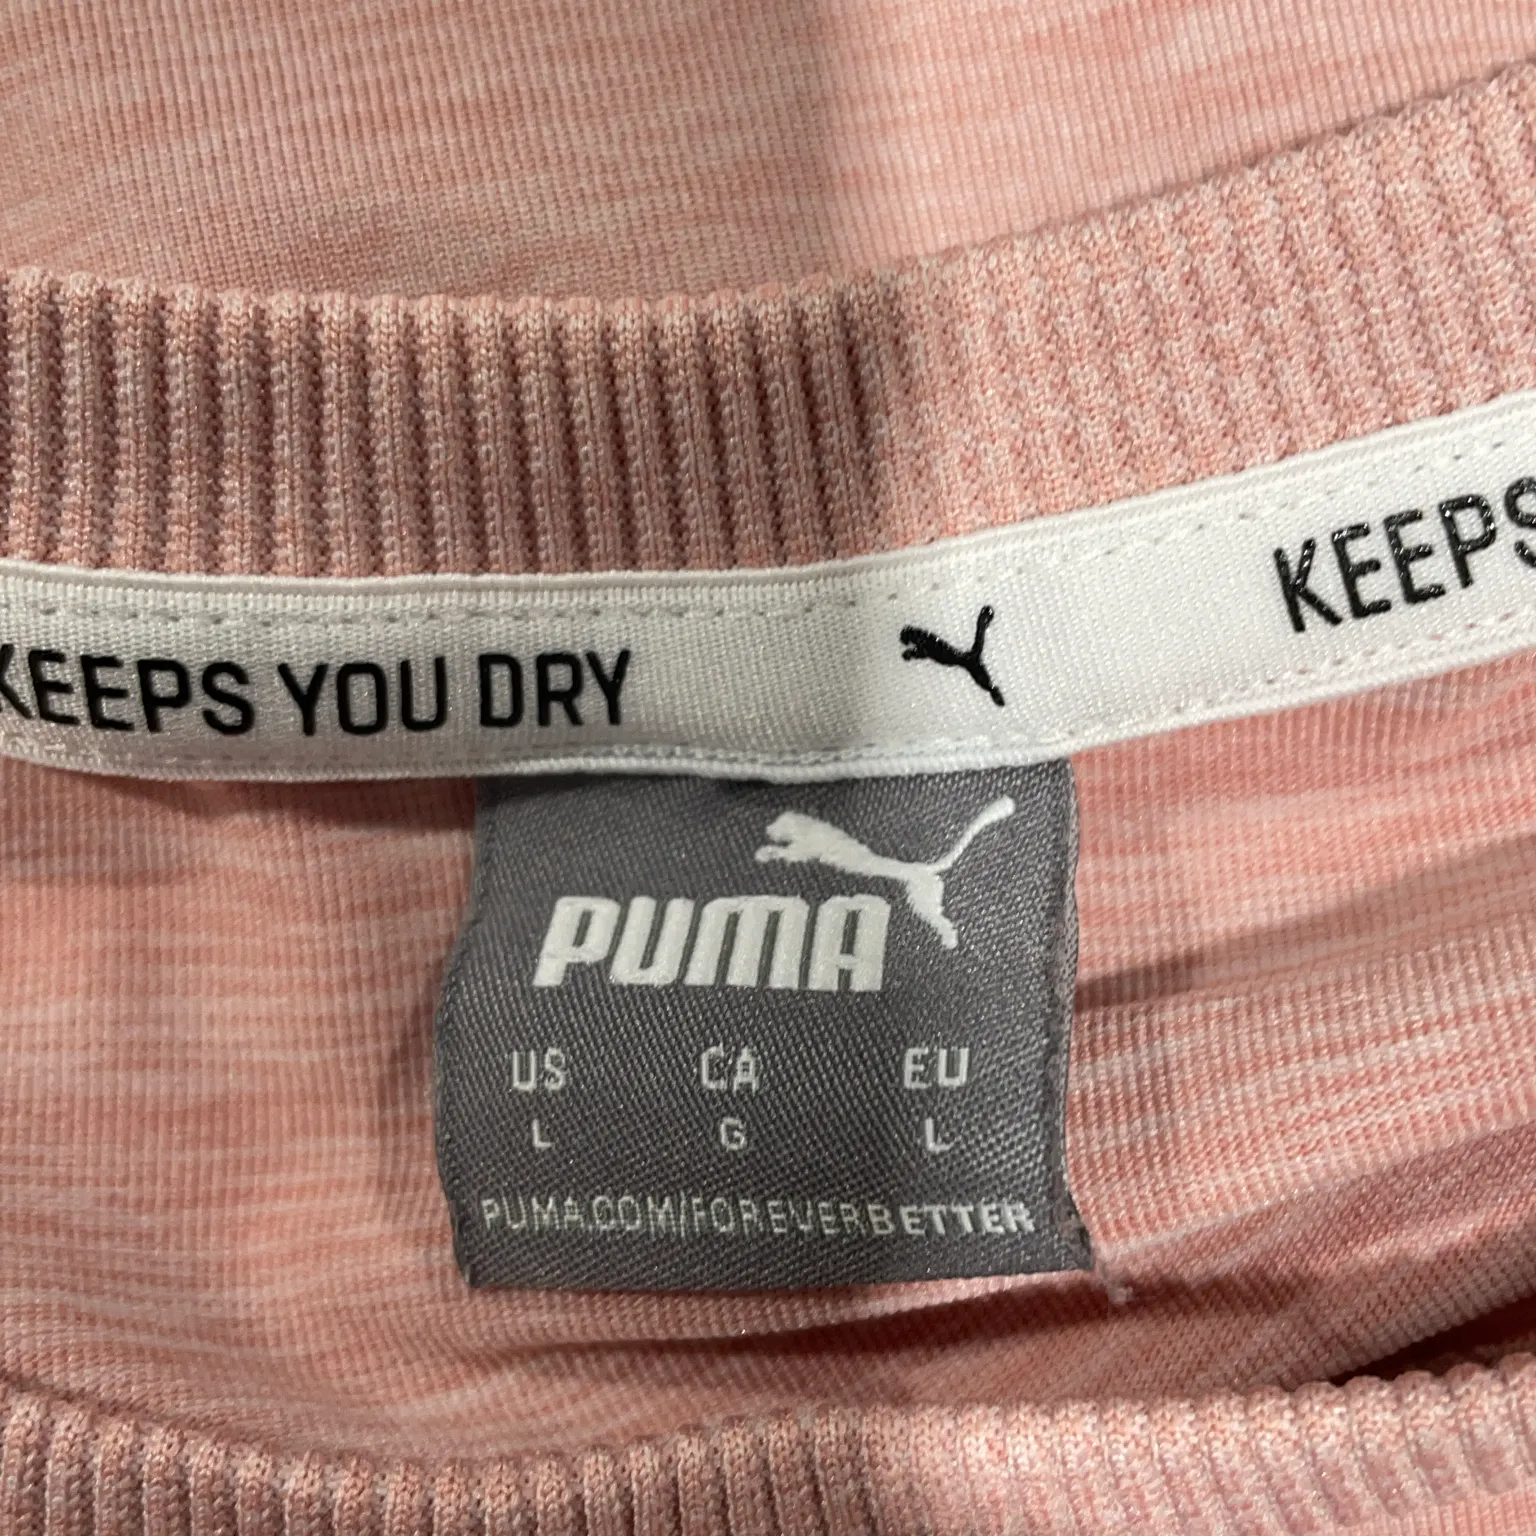 KEEPS YOU DRY
KEEPS
PUMA
US CA EU
L G L
PUMA.COM/FOREVERBETTER